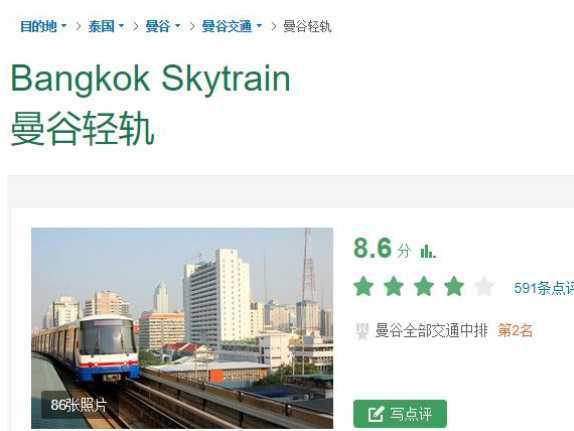 目的地 > 泰国 > 曼谷 > 曼谷交通 > 曼谷轻轨
Bangkok Skytrain
曼谷轻轨
8.6 分
591条点评
曼谷全部交通中排 第2名
86张照片
写点评